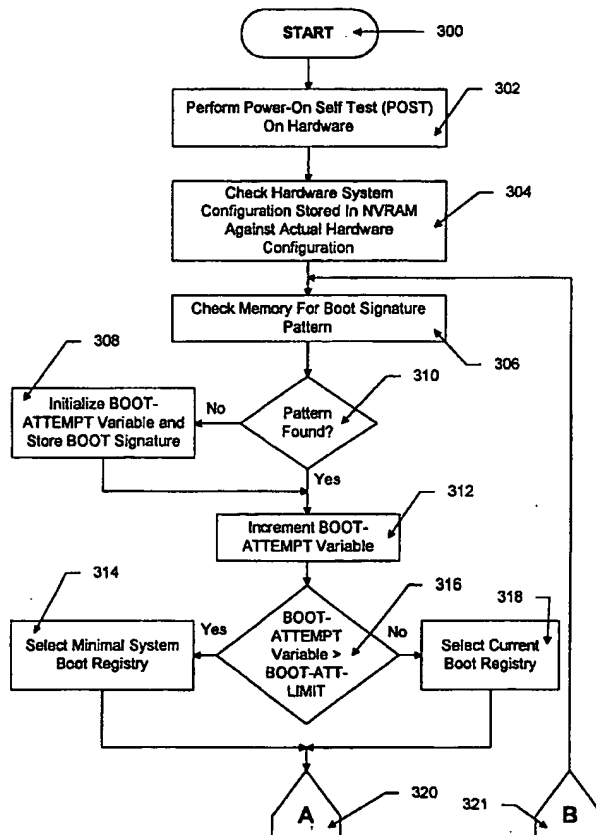 START
300
302
Perform Power-On Self Test (POST)
On Hardware
304
Check Hardware System
Configuration Stored In NVRAM
Against Actual Hardware
Configuration
Check Memory For Boot Signature
Pattern
306
308
310
Initialize BOOT-
ATTEMPT Variable and
Store BOOT Signature
No
Pattern
Found?
Yes
312
Increment BOOT-
ATTEMPT Variable
314
316
318
Select Minimal System
Boot Registry
Yes
BOOT-
ATTEMPT
Variable >
BOOT-ATT-
LIMIT
No
Select Current
Boot Registry
A
320
321
B